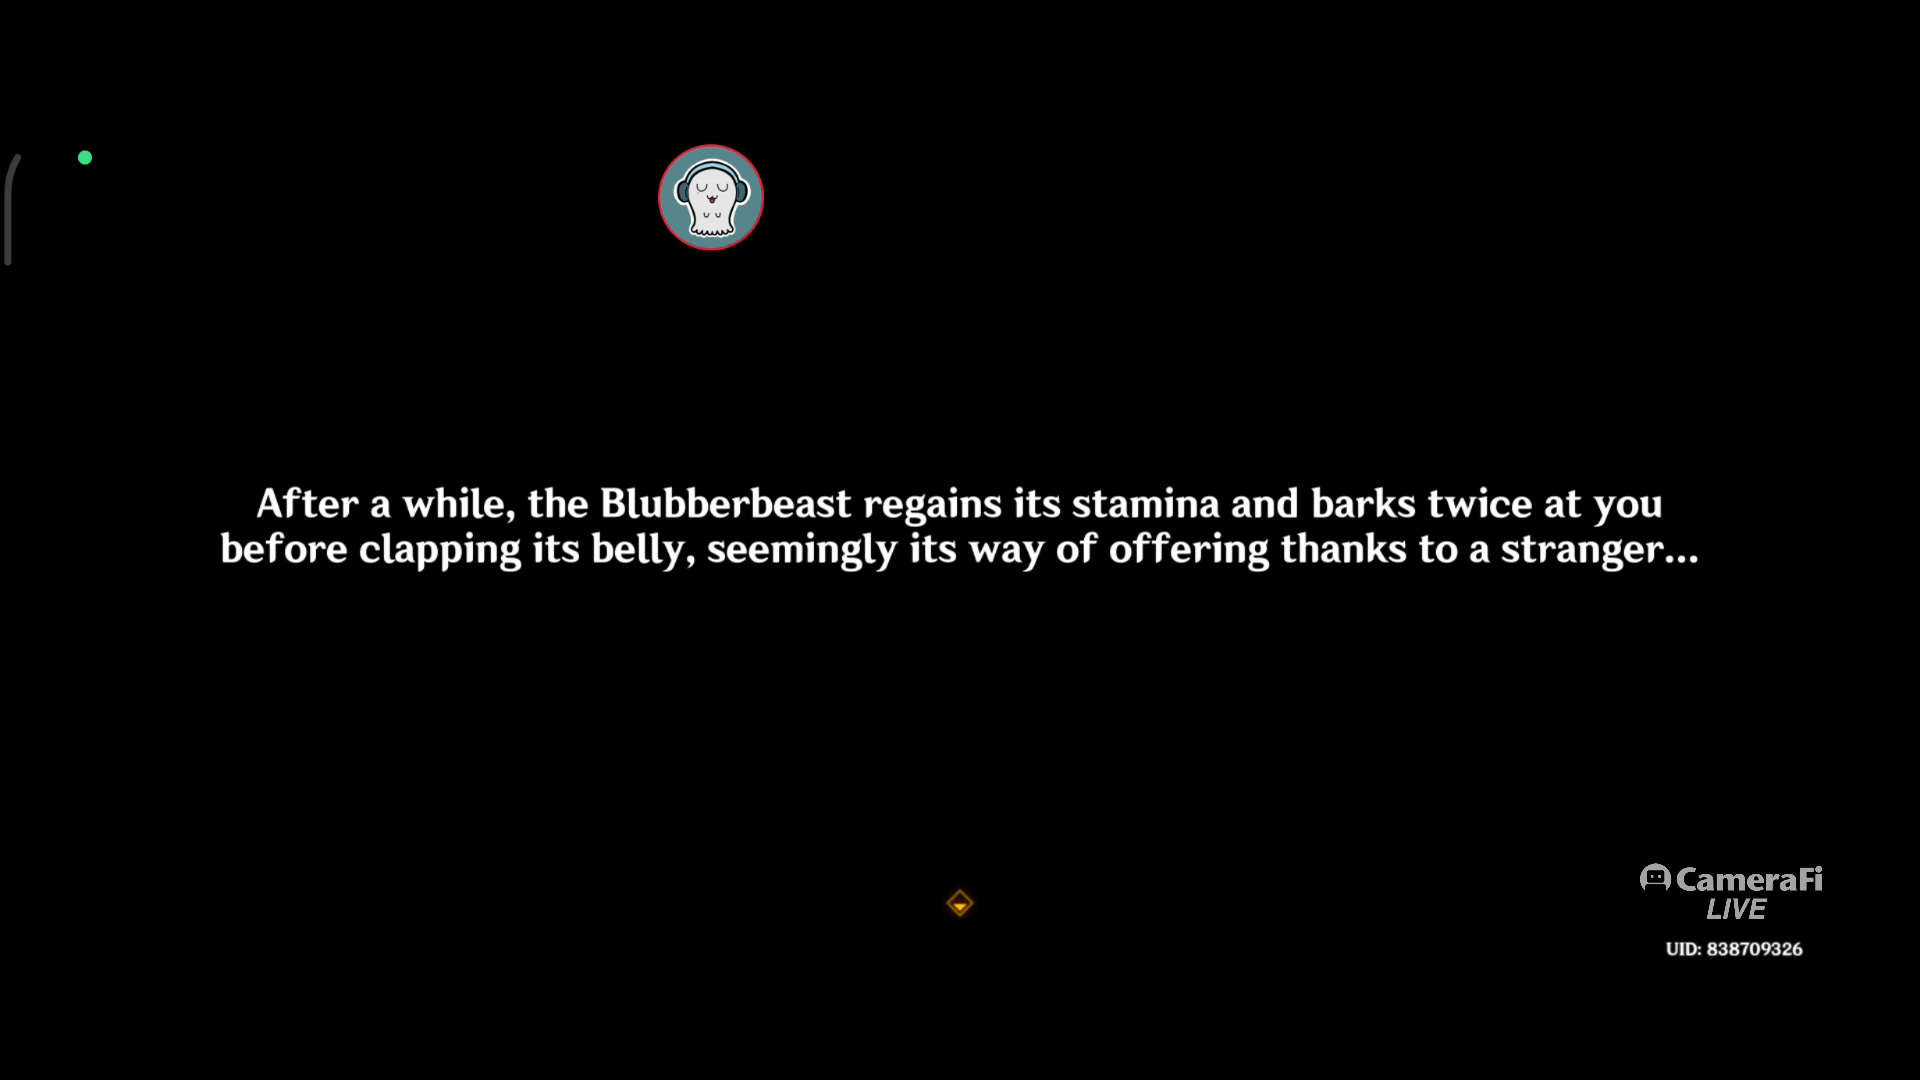 After a while, the Blubberbeast regains its stamina and barks twice at you
before clapping its belly, seemingly its way of offering thanks to a stranger...
CameraFi
LIVE
UID: 838709326